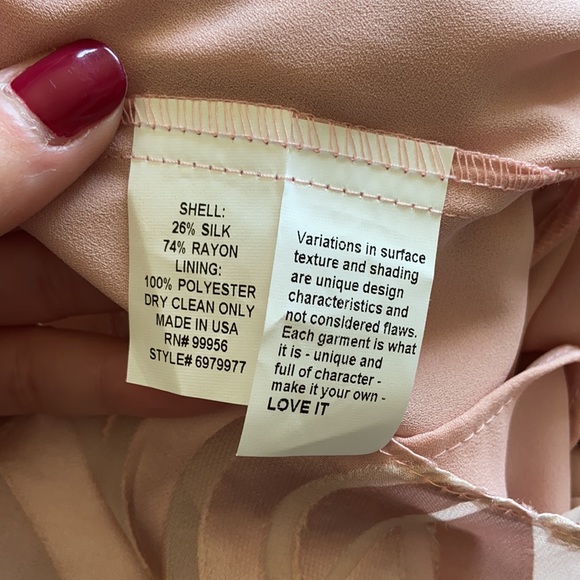 SHELL:
26% SILK
74% RAYON
LINING:
100% POLYESTER
DRY CLEAN ONLY
MADE IN USA
RN# 99956
STYLE# 6979977
Variations in surface
texture and shading
are unique design
characteristics and
not considered flaws.
Each garment is what
it is - unique and
full of character -
make it your own -
LOVE IT